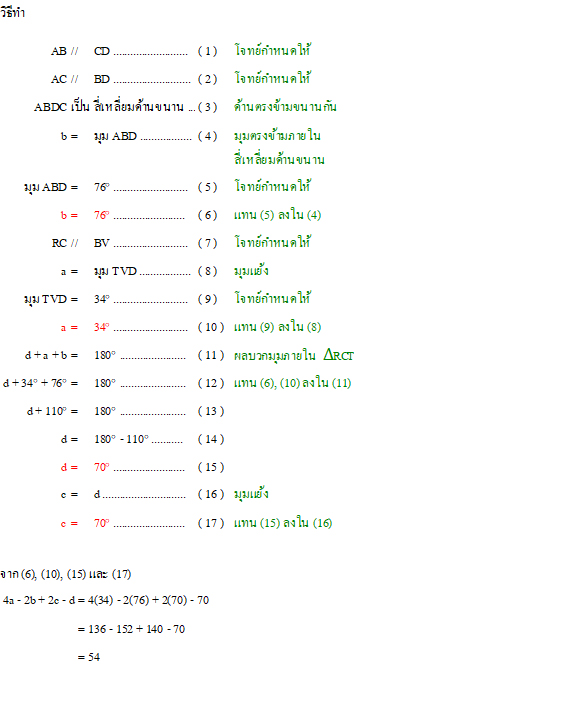 วิธีทำ
AB // CD ......................... ( 1 ) โจทย์กำหนดให้
AC // BD .......................... ( 2 ) โจทย์กำหนดให้
ABDC เป็น สี่เหลี่ยมด้านขนาน ... ( 3 ) ด้านตรงข้ามขนานกัน
b = มุม ABD .................. ( 4 ) มุมตรงข้ามภายใน
สี่เหลี่ยมด้านขนาน
มุม ABD = 76° ......................... ( 5 ) โจทย์กำหนดให้
b = 76° ........................ ( 6 ) แทน (5) ลงใน (4)
RC // BV ......................... ( 7 ) โจทย์กำหนดให้
a = มุม TVD .................. ( 8 ) มุมแย้ง
มุม TVD = 34° ......................... ( 9 ) โจทย์กำหนดให้
a = 34° ......................... ( 10 ) แทน (9) ลงใน (8)
d + a + b = 180° ...................... ( 11 ) ผลบวกมุมภายใน ΔRCT
d + 34° + 76° = 180° ...................... ( 12 ) แทน (6), (10) ลงใน (11)
d + 110° = 180° ...................... ( 13 )
d = 180° - 110° ........... ( 14 )
d = 70° ........................ ( 15 )
e = d ............................ ( 16 ) มุมแย้ง
e = 70° ........................ ( 17 ) แทน (15) ลงใน (16)
จาก (6), (10), (15) และ (17)
4a - 2b + 2e - d = 4(34) - 2(76) + 2(70) - 70
= 136 - 152 + 140 - 70
= 54